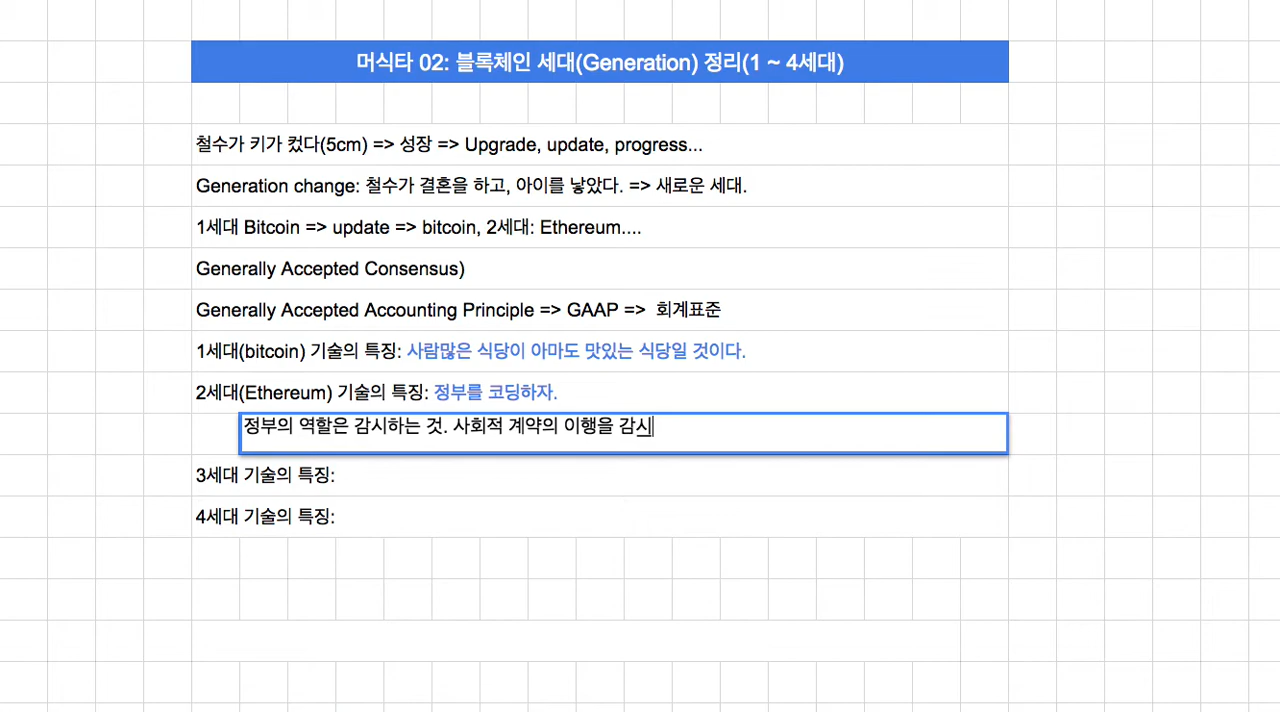 머식타 02: 블록체인 세대(Generation) 정리(1 ~ 4세대)
철수가 키가 컸다(5cm) => 성장 => Upgrade, update, progress...
Generation change: 철수가 결혼을 하고, 아이를 낳았다. => 새로운 세대.
1세대 Bitcoin => update => bitcoin, 2세대: Ethereum....
Generally Accepted Consensus)
Generally Accepted Accounting Principle => GAAP => 회계표준
1세대(bitcoin) 기술의 특징: 사람많은 식당이 아마도 맛있는 식당일 것이다.
2세대(Ethereum) 기술의 특징: 정부를 코딩하자.
정부의 역할은 감시하는 것. 사회적 계약의 이행을 감시
3세대 기술의 특징:
4세대 기술의 특징: